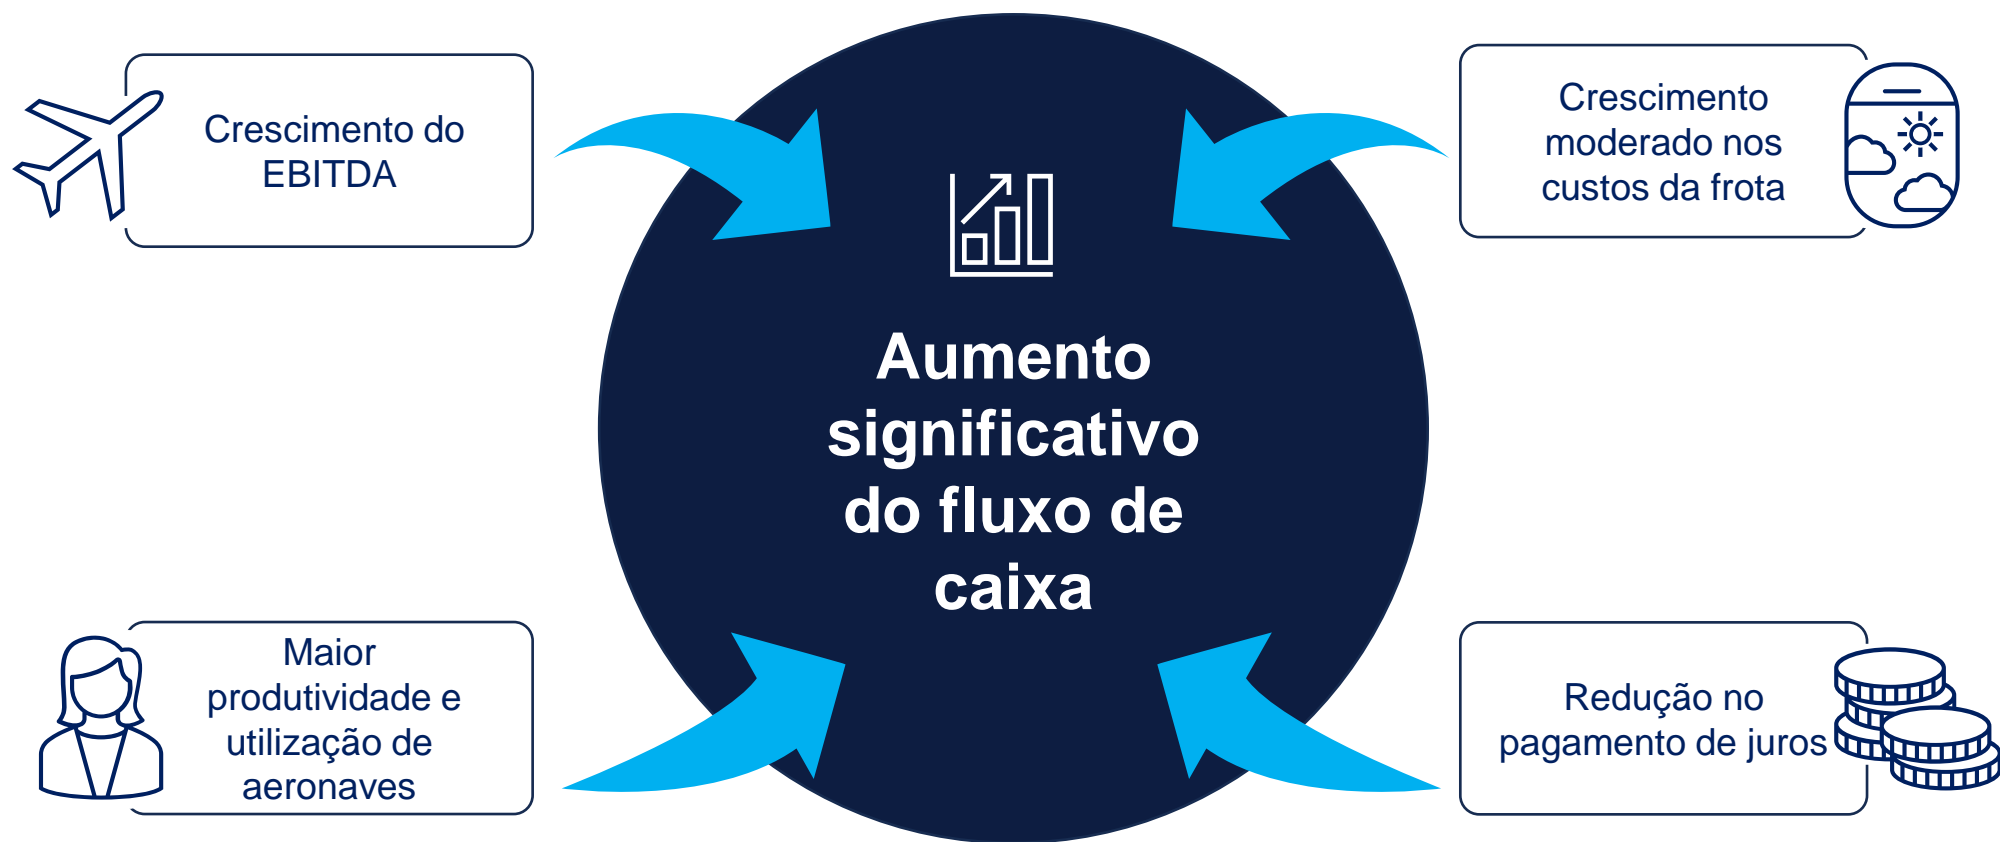 Crescimento do
EBITDA
Crescimento
moderado nos
custos da frota
Aumento
significativo
do fluxo de
caixa
Maior
produtividade e
utilização de
aeronaves
Redução no
pagamento de juros